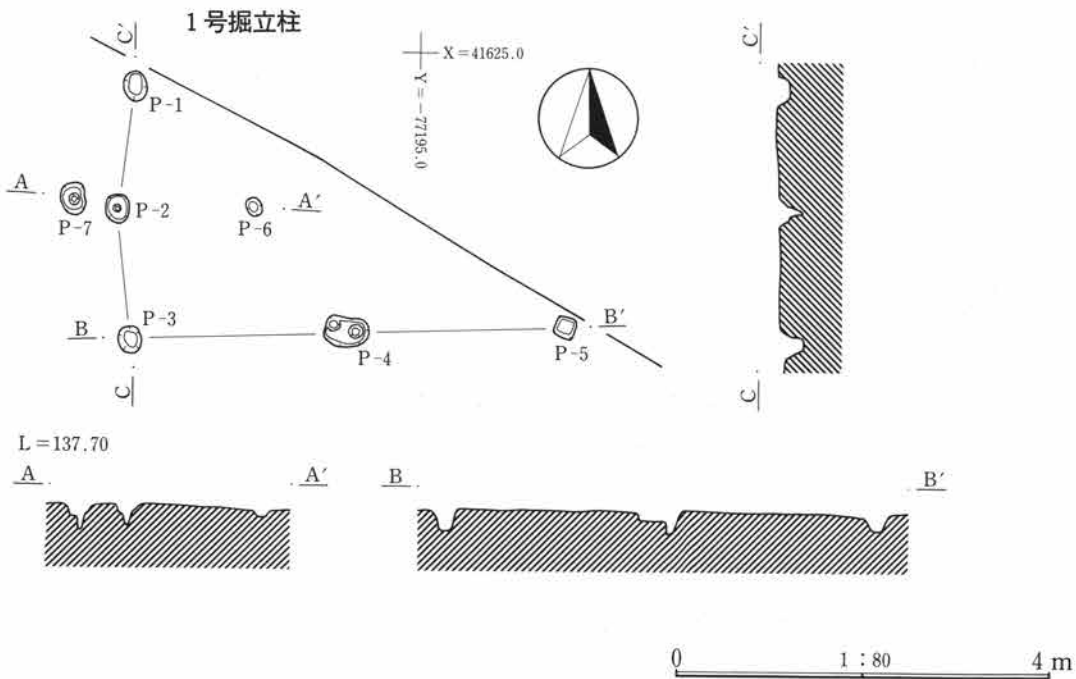 1号掘立柱
C′
X=41625.0
Y=-77195.0
P-1
A
P-7
P-2
P-6
A′
B
P-3
P-4
P-5
B′
C
C′
C
L=137.70
A
A′
B
B′
0
1:80
4 m